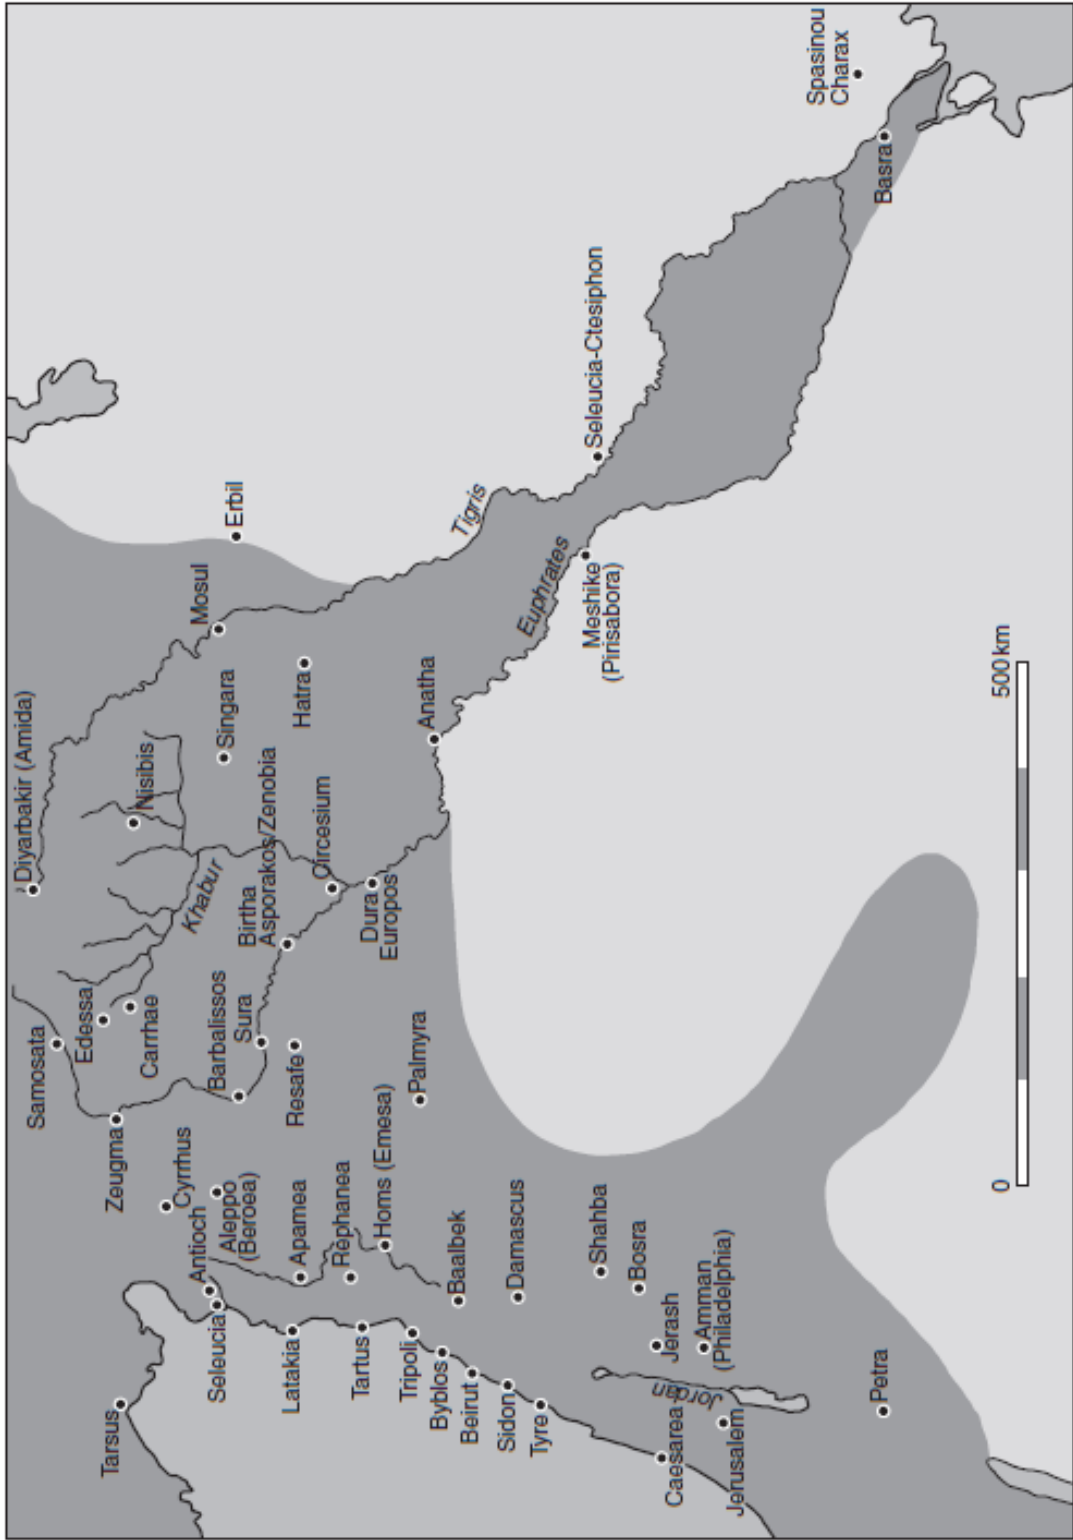 Tarsus
Samosata
Zeugma
Edessa
Carrhae
Diyarbakir (Amida)
Nisibis
Khabur
Mosul
Erbil
Singara
Hatra
Cyrrhus
Antioch
Seleucia
Aleppo
(Beroea)
Barbalissos
Sura
Resafe
Birtha
Asporakos/Zenobia
Circesium
Dura
Europos
Anatha
Tigris
Euphrates
Seleucia-Ctesiphon
Meshike
(Pirisabora)
Latakia
Apamea
Rephanea
Tartus
Homs (Emesa)
Palmyra
Tripoli
Byblos
Beirut
Baalbek
Sidon
Tyre
Damascus
Shahba
Bosra
Caesarea
Jordan
Jerash
Amman
(Philadelphia)
Jerusalem
Petra
Basra
Spasinou
Charax
0
500 km